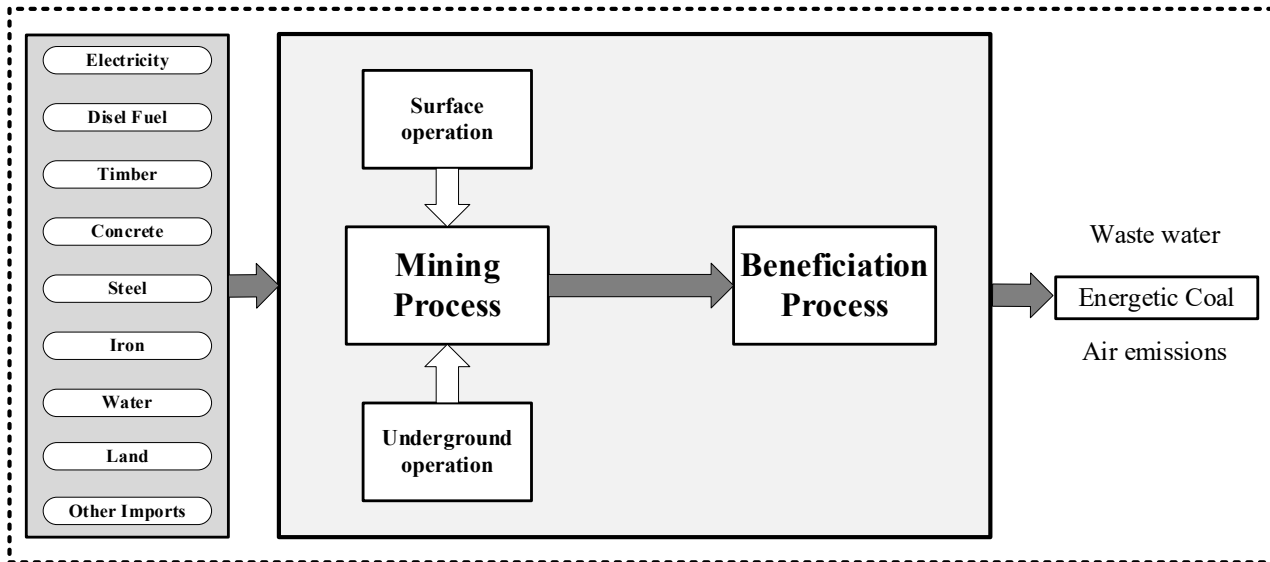 Electricity
Disel Fuel
Timber
Concrete
Steel
Iron
Water
Land
Other Imports
Surface
operation
Mining
Process
Underground
operation
Beneficiation
Process
Waste water
Energetic Coal
Air emissions